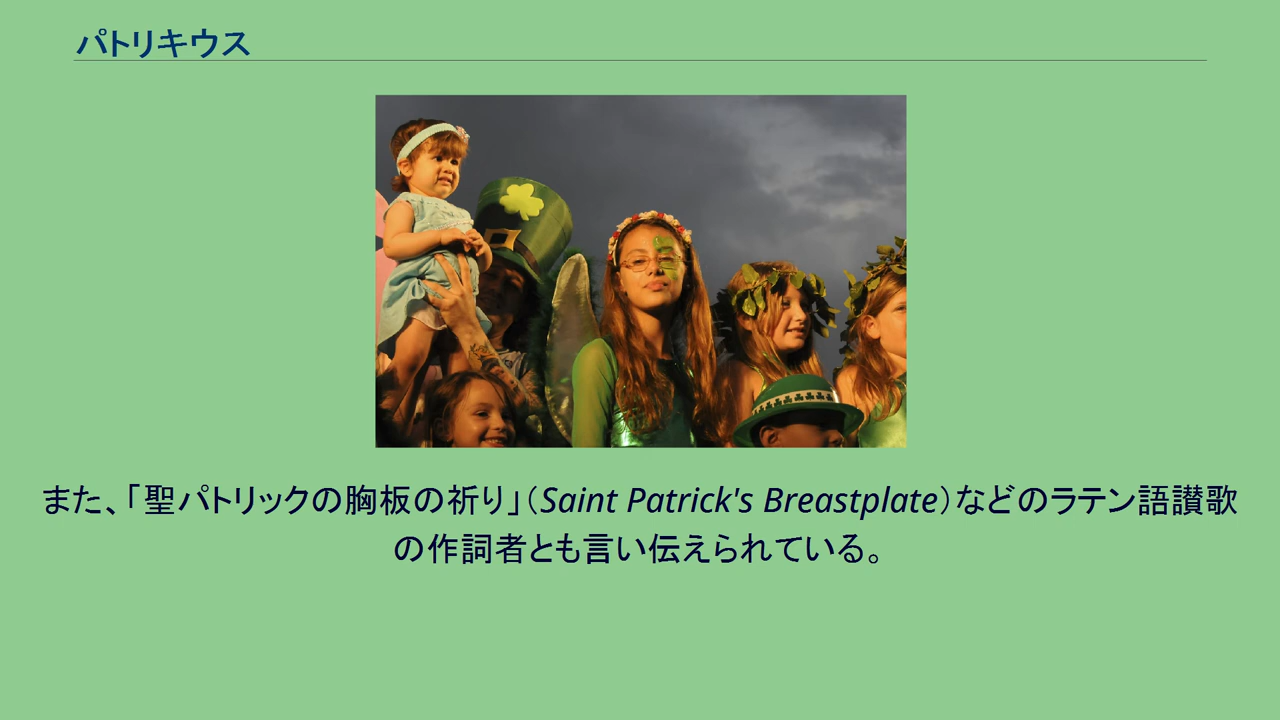 パトリキウス
また、「聖パトリックの胸板の祈り」（Saint Patrick's Breastplate）などのラテン語讃歌
の作詞者とも言い伝えられている。